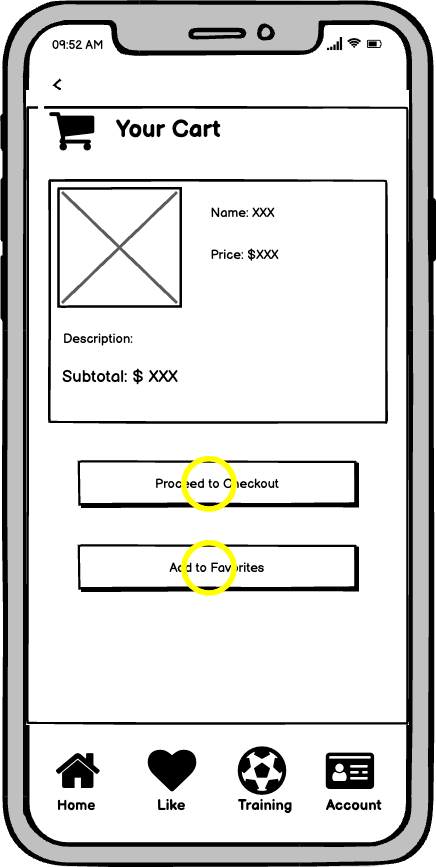 09:52 AM
<
Your Cart
Name: XXX
Price: $XXX
Description:
Subtotal: $ XXX
Proceed to Checkout
Add to Favorites
Home Like Training Account